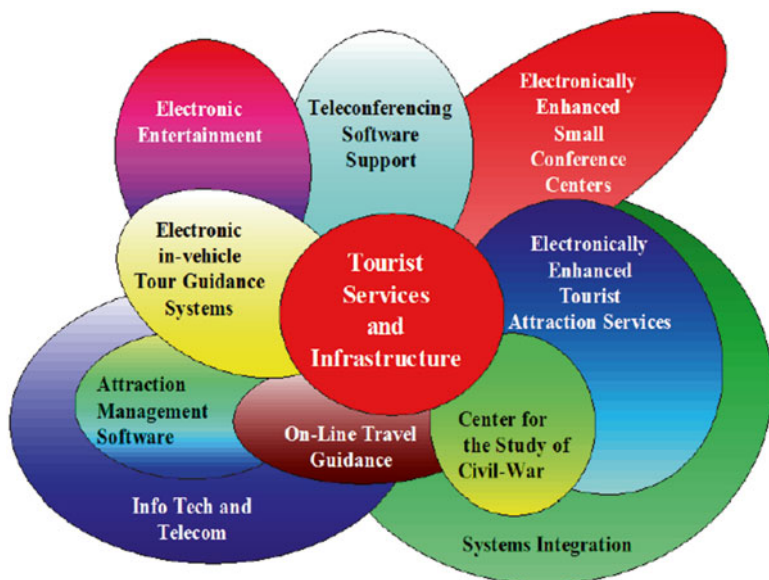 Electronic
Entertainment
Teleconferencing
Software
Support
Electronically
Enhanced
Small
Conference
Centers
Electronic
in-vehicle
Tour Guidance
Systems
Tourist
Services
and
Infrastructure
Electronically
Enhanced
Tourist
Attraction Services
Attraction
Management
Software
On-Line Travel
Guidance
Center for
the Study of
Civil-War
Info Tech and
Telecom
Systems Integration